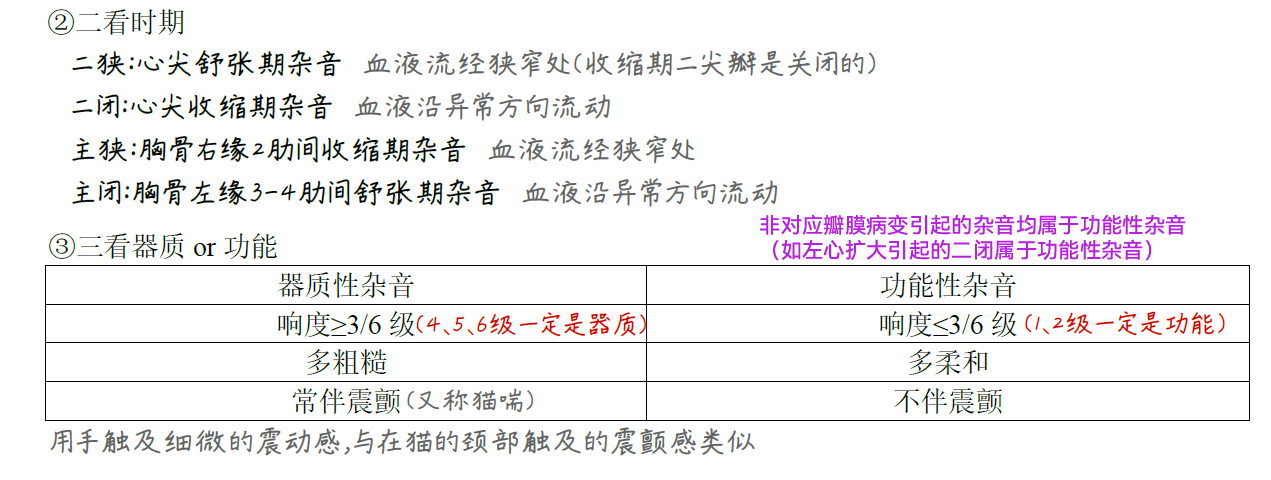 ②二看时期
二狭:心尖舒张期杂音 血液流经狭窄处(收缩期二尖瓣是关闭的)
二闭:心尖收缩期杂音 血液沿异常方向流动
主狭:胸骨右缘2肋间收缩期杂音 血液流经狭窄处
主闭:胸骨左缘3-4肋间舒张期杂音 血液沿异常方向流动
非对应瓣膜病变引起的杂音均属于功能性杂音
(如左心扩大引起的二闭属于功能性杂音)
③三看器质 or 功能
器质性杂音 功能性杂音
响度≥3/6 级(4、5、6级一定是器质) 响度≤3/6 级(1、2级一定是功能)
多粗糙 多柔和
常伴震颤(又称猫喘) 不伴震颤
用手触及细微的震动感,与在猫的颈部触及的震颤感类似